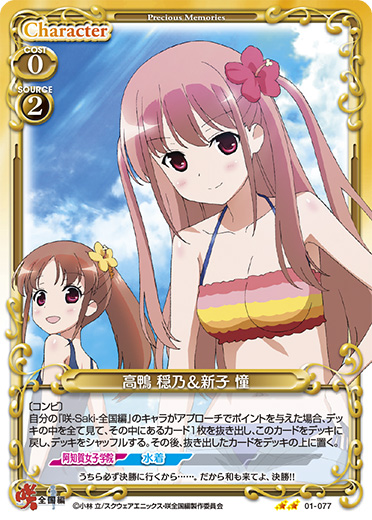 Precious Memories
Character
COST
0
SOURCE
2
高鴨 穏乃&新子 憧
[コンビ]
自分の「咲-Saki-全国編」のキャラがアプローチでポイントを与えた場合、デッ
キの中を全て見て、その中にあるカード1枚を抜き出し、このカードをデッキに
戻し、デッキをシャッフルする。その後、抜き出したカードをデッキの上に置く。
阿知賀女子学院 水着
うちら必ず決勝に行くから……。だから和も来てよ、決勝!!
咲 全国編
©小林 立/スクウェアエニックス・咲全国編製作委員会
01-077